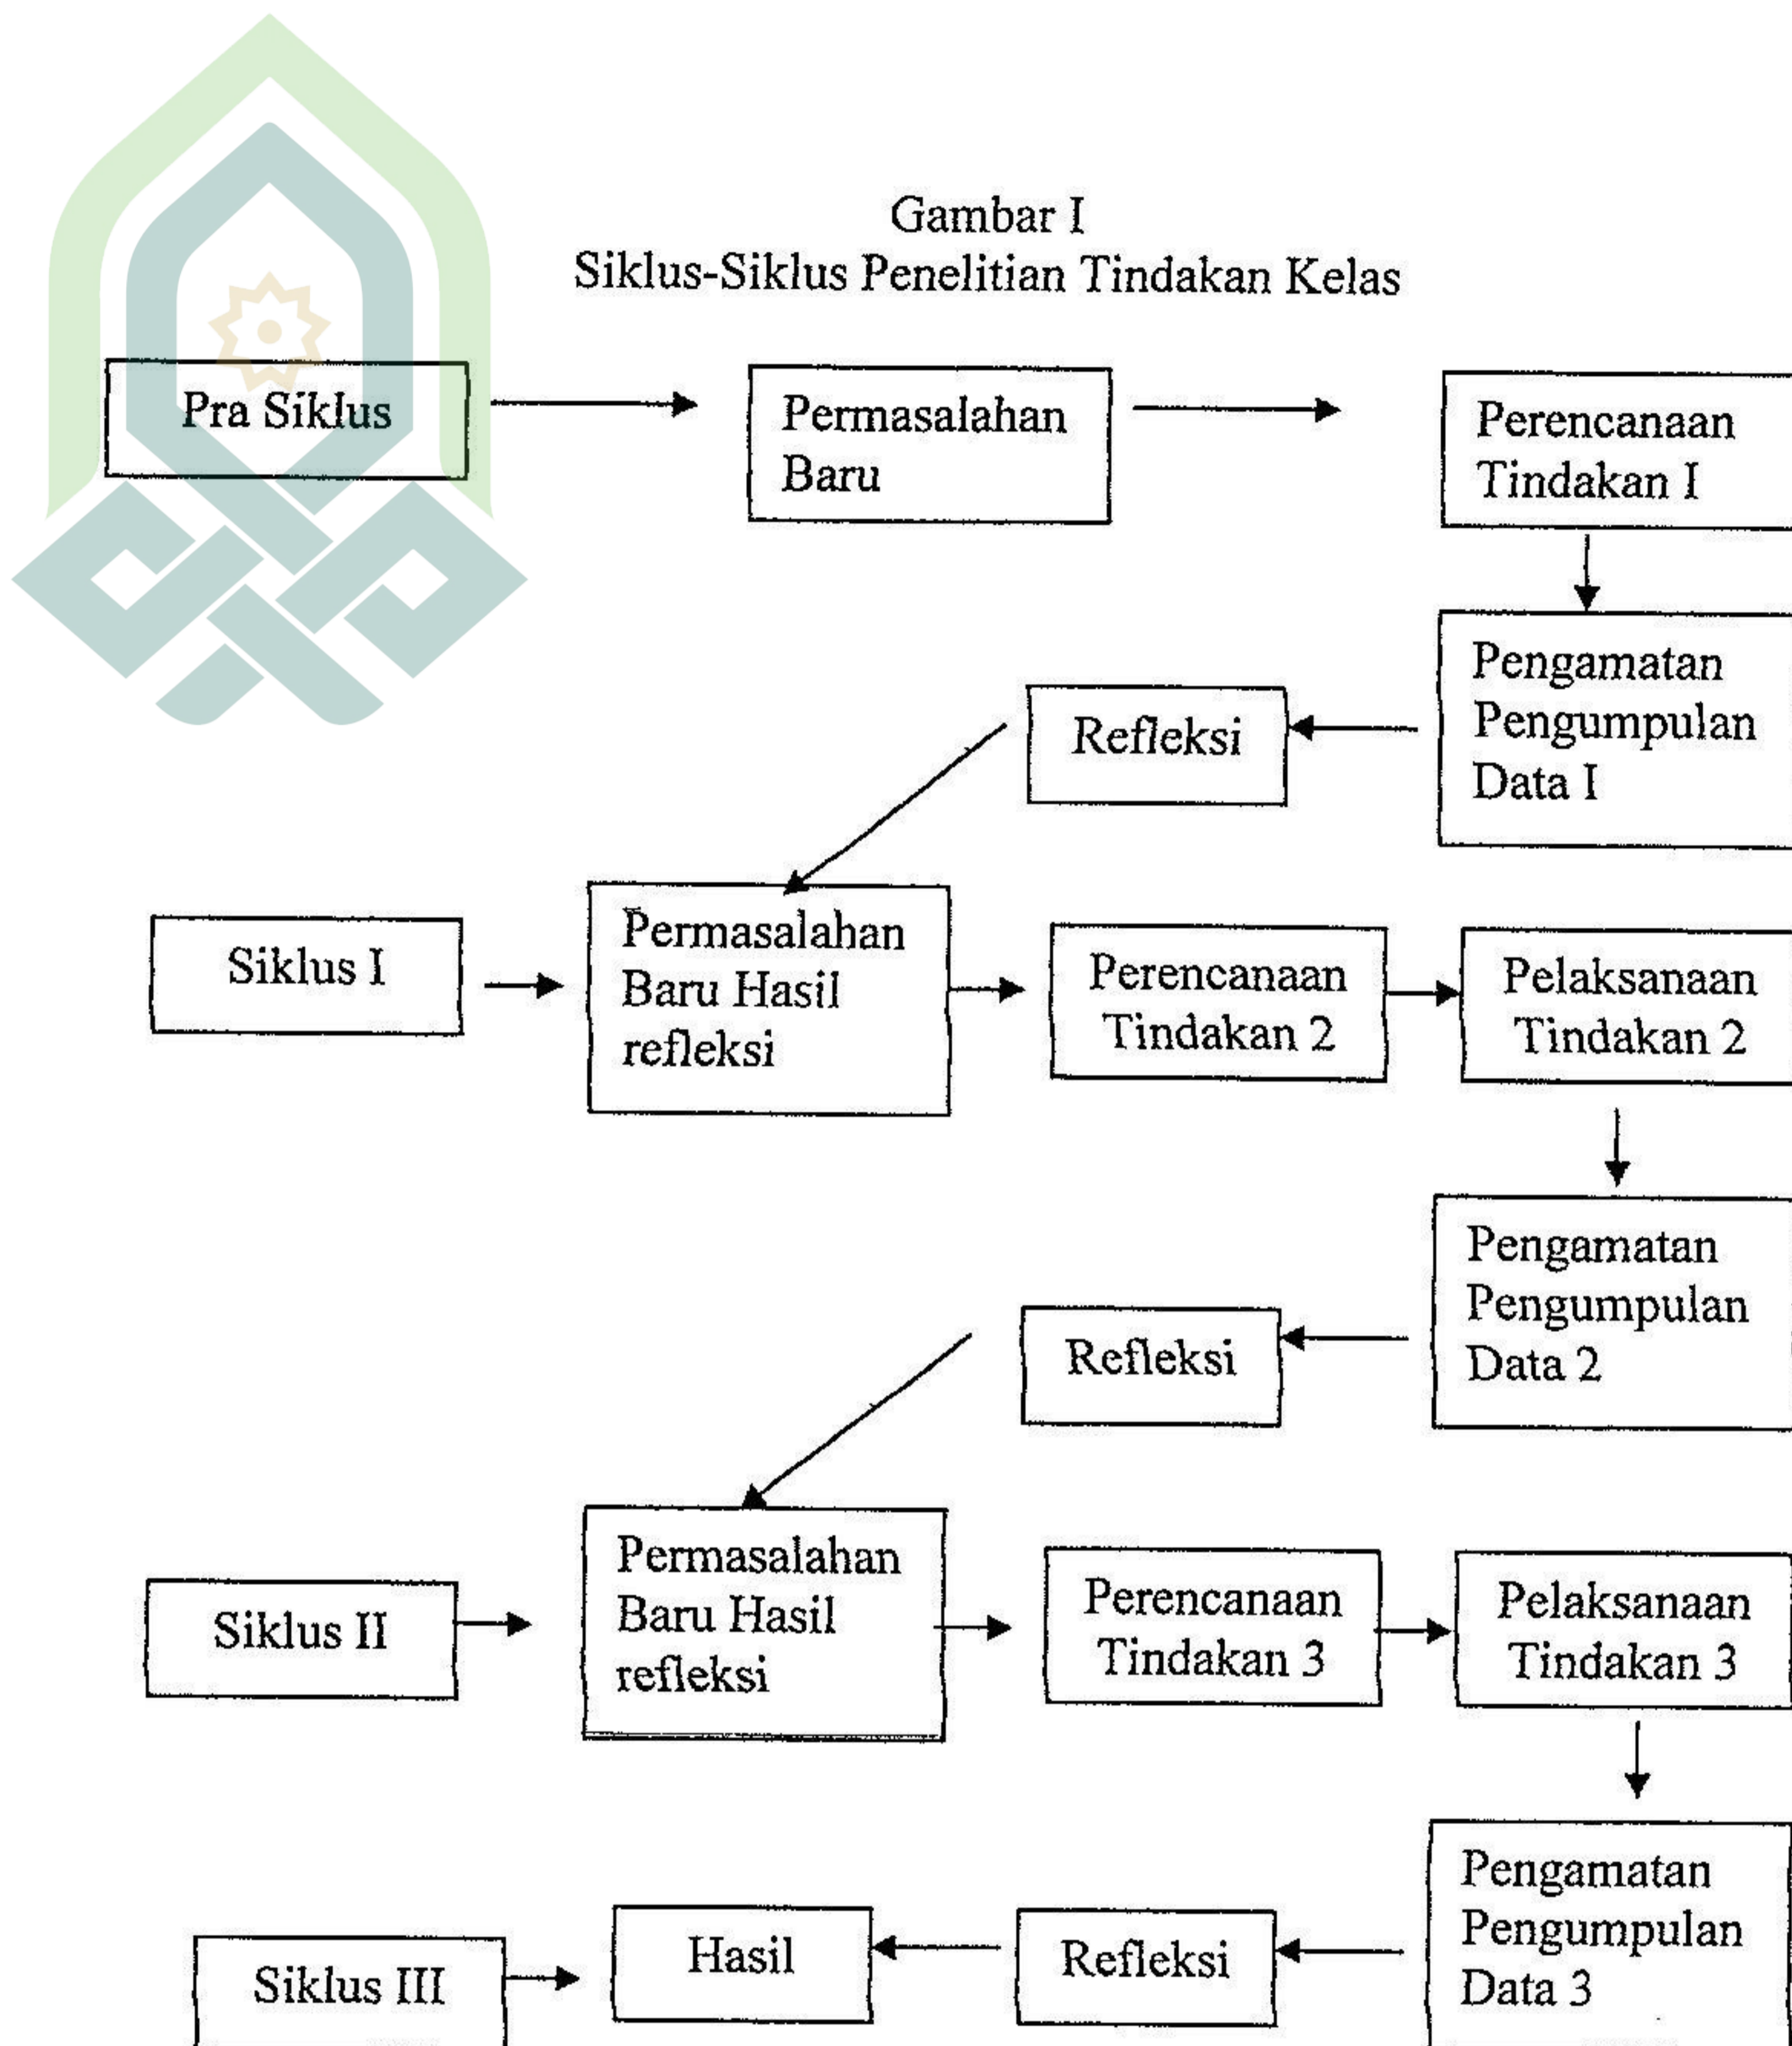 Gambar I
Siklus-Siklus Penelitian Tindakan Kelas
Pra Siklus
Permasalahan
Baru
Perencanaan
Tindakan I
Pengamatan
Pengumpulan
Data I
Refleksi
Siklus I
Permasalahan
Baru Hasil
refleksi
Perencanaan
Tindakan 2
Pelaksanaan
Tindakan 2
Pengamatan
Pengumpulan
Data 2
Refleksi
Siklus II
Permasalahan
Baru Hasil
refleksi
Perencanaan
Tindakan 3
Pelaksanaan
Tindakan 3
Pengamatan
Pengumpulan
Data 3
Refleksi
Hasil
Siklus III